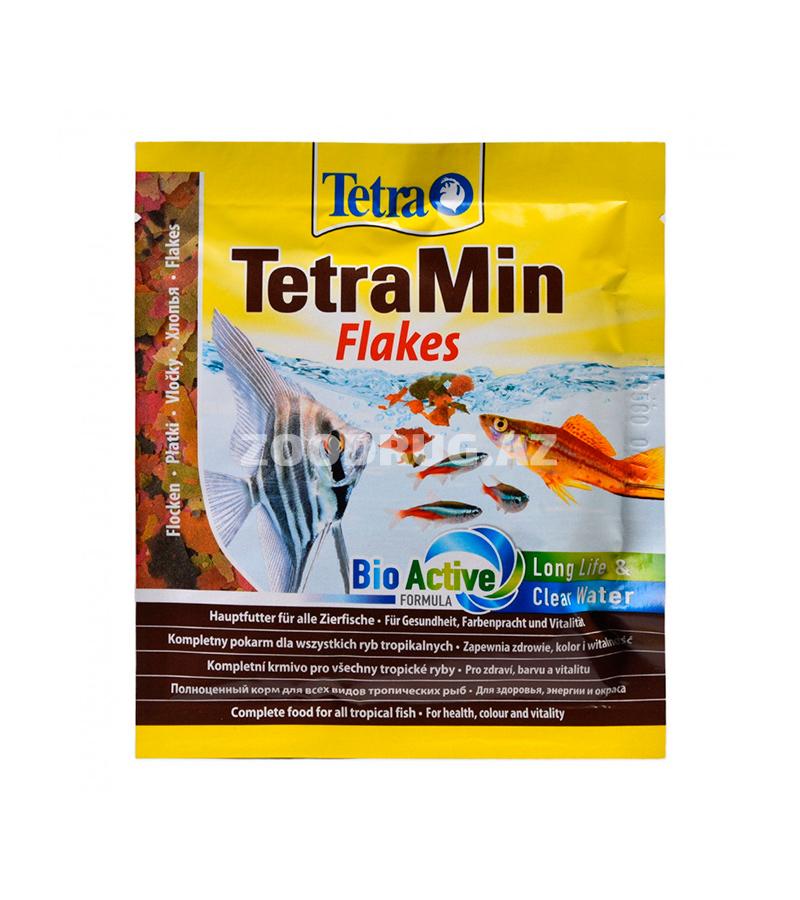 Tetra
TetraMin
Flakes
Flocken • Płatki • Vločky • Хлопья • Flakes
ZOODRUG.AZ
Bio Active
FORMULA
Long Life &
Clear Water
Hauptfutter für alle Zierfische • Für Gesundheit, Farbenpracht und Vitalität
Kompletny pokarm dla wszystkich ryb tropikalnych • Zapewnia zdrowie, kolor i witalność
Kompletní krmivo pro všechny tropické ryby • Pro zdraví, barvu a vitalitu
Полноценный корм для всех видов тропических рыб • Для здоровья, энергии и окраса
Complete food for all tropical fish • For health, colour and vitality